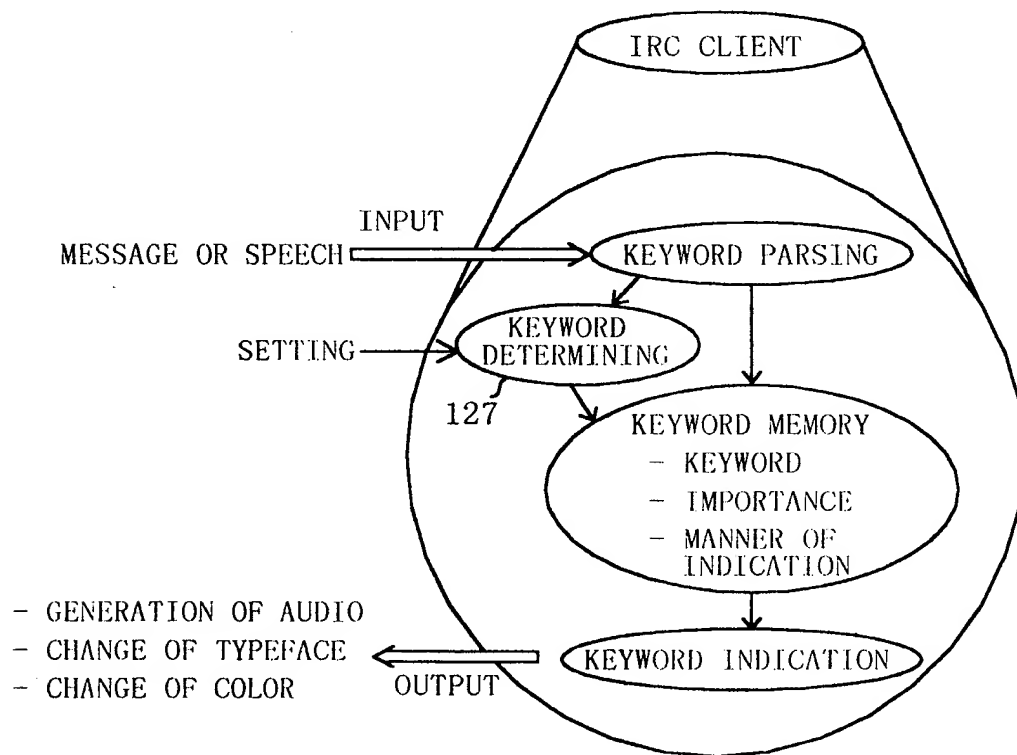 IRC CLIENT
INPUT
MESSAGE OR SPEECH
KEYWORD PARSING
KEYWORD
DETERMINING
SETTING
127
KEYWORD MEMORY
- KEYWORD
- IMPORTANCE
- MANNER OF
INDICATION
- GENERATION OF AUDIO
- CHANGE OF TYPEFACE
- CHANGE OF COLOR
OUTPUT
KEYWORD INDICATION